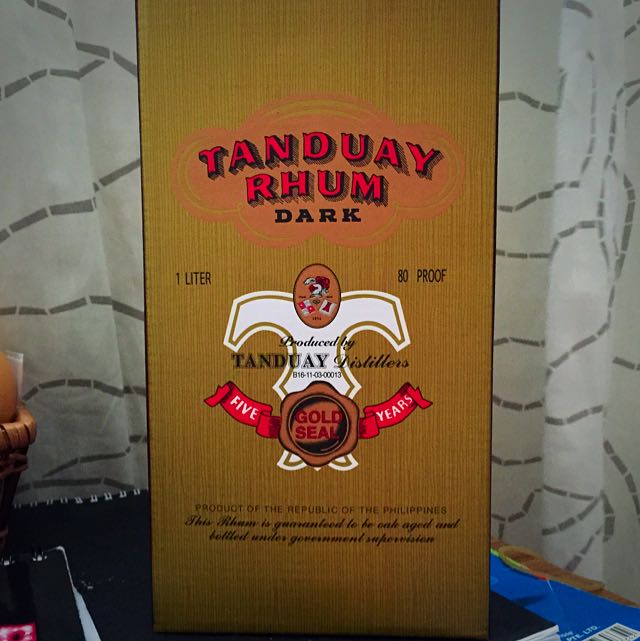 TANDUAY
RHUM
DARK
1 LITER
80 PROOF
Produced by
TANDUAY Distillers
B16-11-03-00013
FIVE
GOLD
SEAL
YEARS
PRODUCT OF THE REPUBLIC OF THE PHILIPPINES
This Rhum is guaranteed to be oak aged and
bottled under government supervision
PTE. LTD.